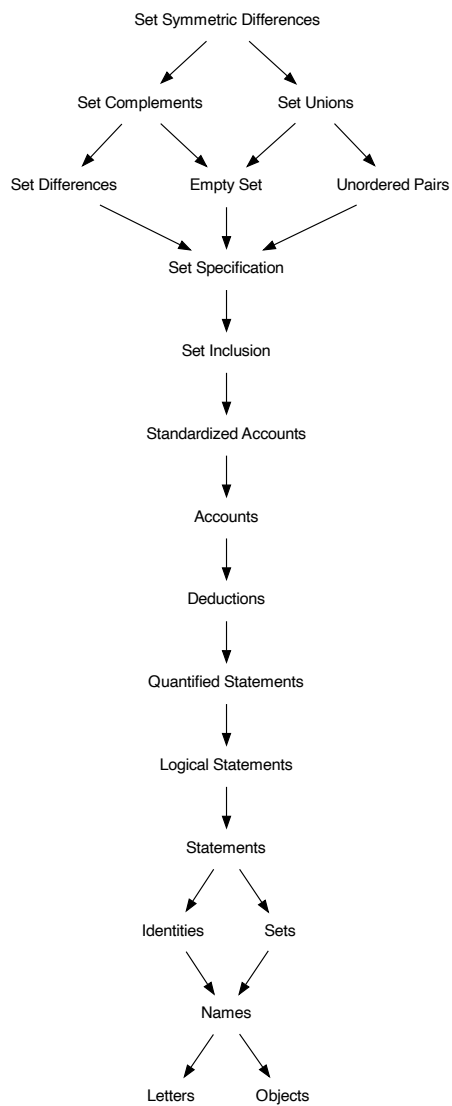 Set Symmetric Differences
Set Complements
Set Unions
Set Differences
Empty Set
Unordered Pairs
Set Specification
Set Inclusion
Standardized Accounts
Accounts
Deductions
Quantified Statements
Logical Statements
Statements
Identities
Sets
Names
Letters
Objects